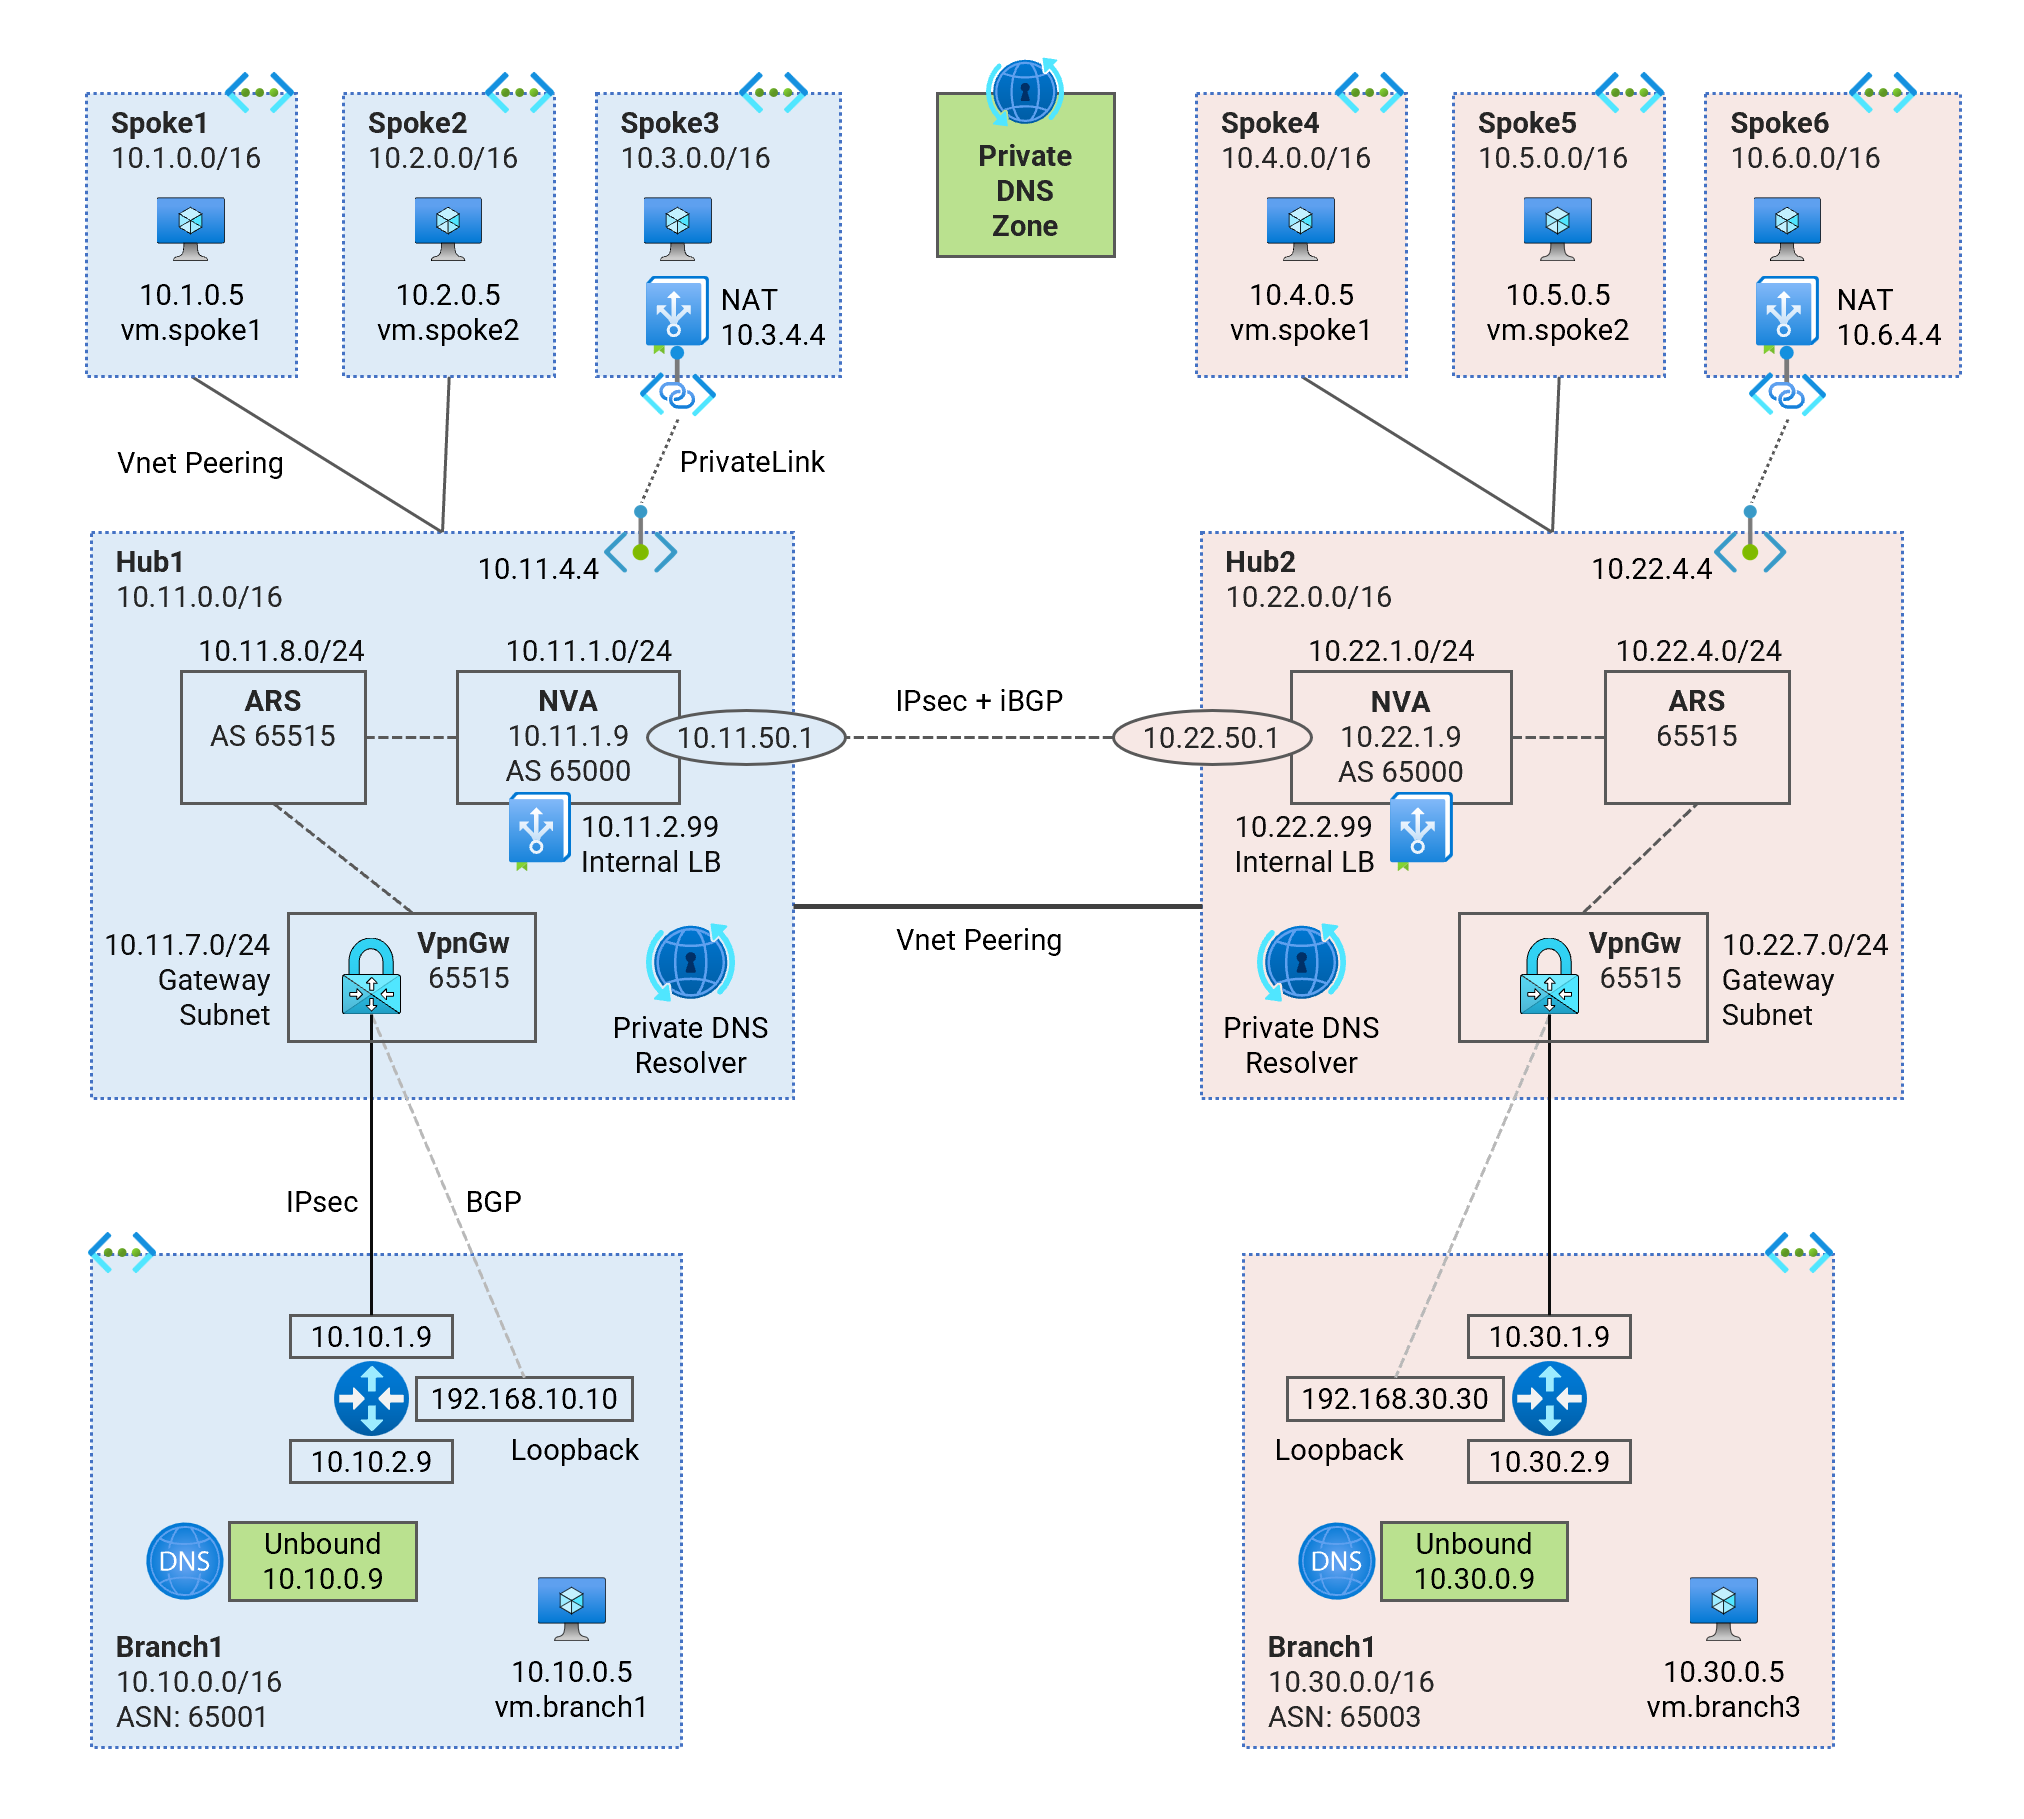 Spoke1
10.1.0.0/16
10.1.0.5
vm.spoke1
Spoke2
10.2.0.0/16
10.2.0.5
vm.spoke2
Spoke3
10.3.0.0/16
NAT
10.3.4.4
Private
DNS
Zone
Spoke4
10.4.0.0/16
10.4.0.5
vm.spoke1
Spoke5
10.5.0.0/16
10.5.0.5
vm.spoke2
Spoke6
10.6.0.0/16
NAT
10.6.4.4
Vnet Peering
PrivateLink
Hub1
10.11.0.0/16
10.11.4.4
10.11.8.0/24
ARS
AS 65515
10.11.1.0/24
NVA
10.11.1.9
AS 65000
10.11.50.1
10.11.2.99
Internal LB
10.11.7.0/24
Gateway
Subnet
VpnGw
65515
Private DNS
Resolver
IPsec + iBGP
Vnet Peering
Hub2
10.22.0.0/16
10.22.4.4
10.22.1.0/24
10.22.50.1
NVA
10.22.1.9
AS 65000
10.22.4.0/24
ARS
65515
10.22.2.99
Internal LB
Private DNS
Resolver
VpnGw
65515
10.22.7.0/24
Gateway
Subnet
IPsec
BGP
10.10.1.9
192.168.10.10
Loopback
10.10.2.9
DNS
Unbound
10.10.0.9
Branch1
10.10.0.0/16
ASN: 65001
10.10.0.5
vm.branch1
10.30.1.9
192.168.30.30
Loopback
10.30.2.9
DNS
Unbound
10.30.0.9
Branch1
10.30.0.0/16
ASN: 65003
10.30.0.5
vm.branch3